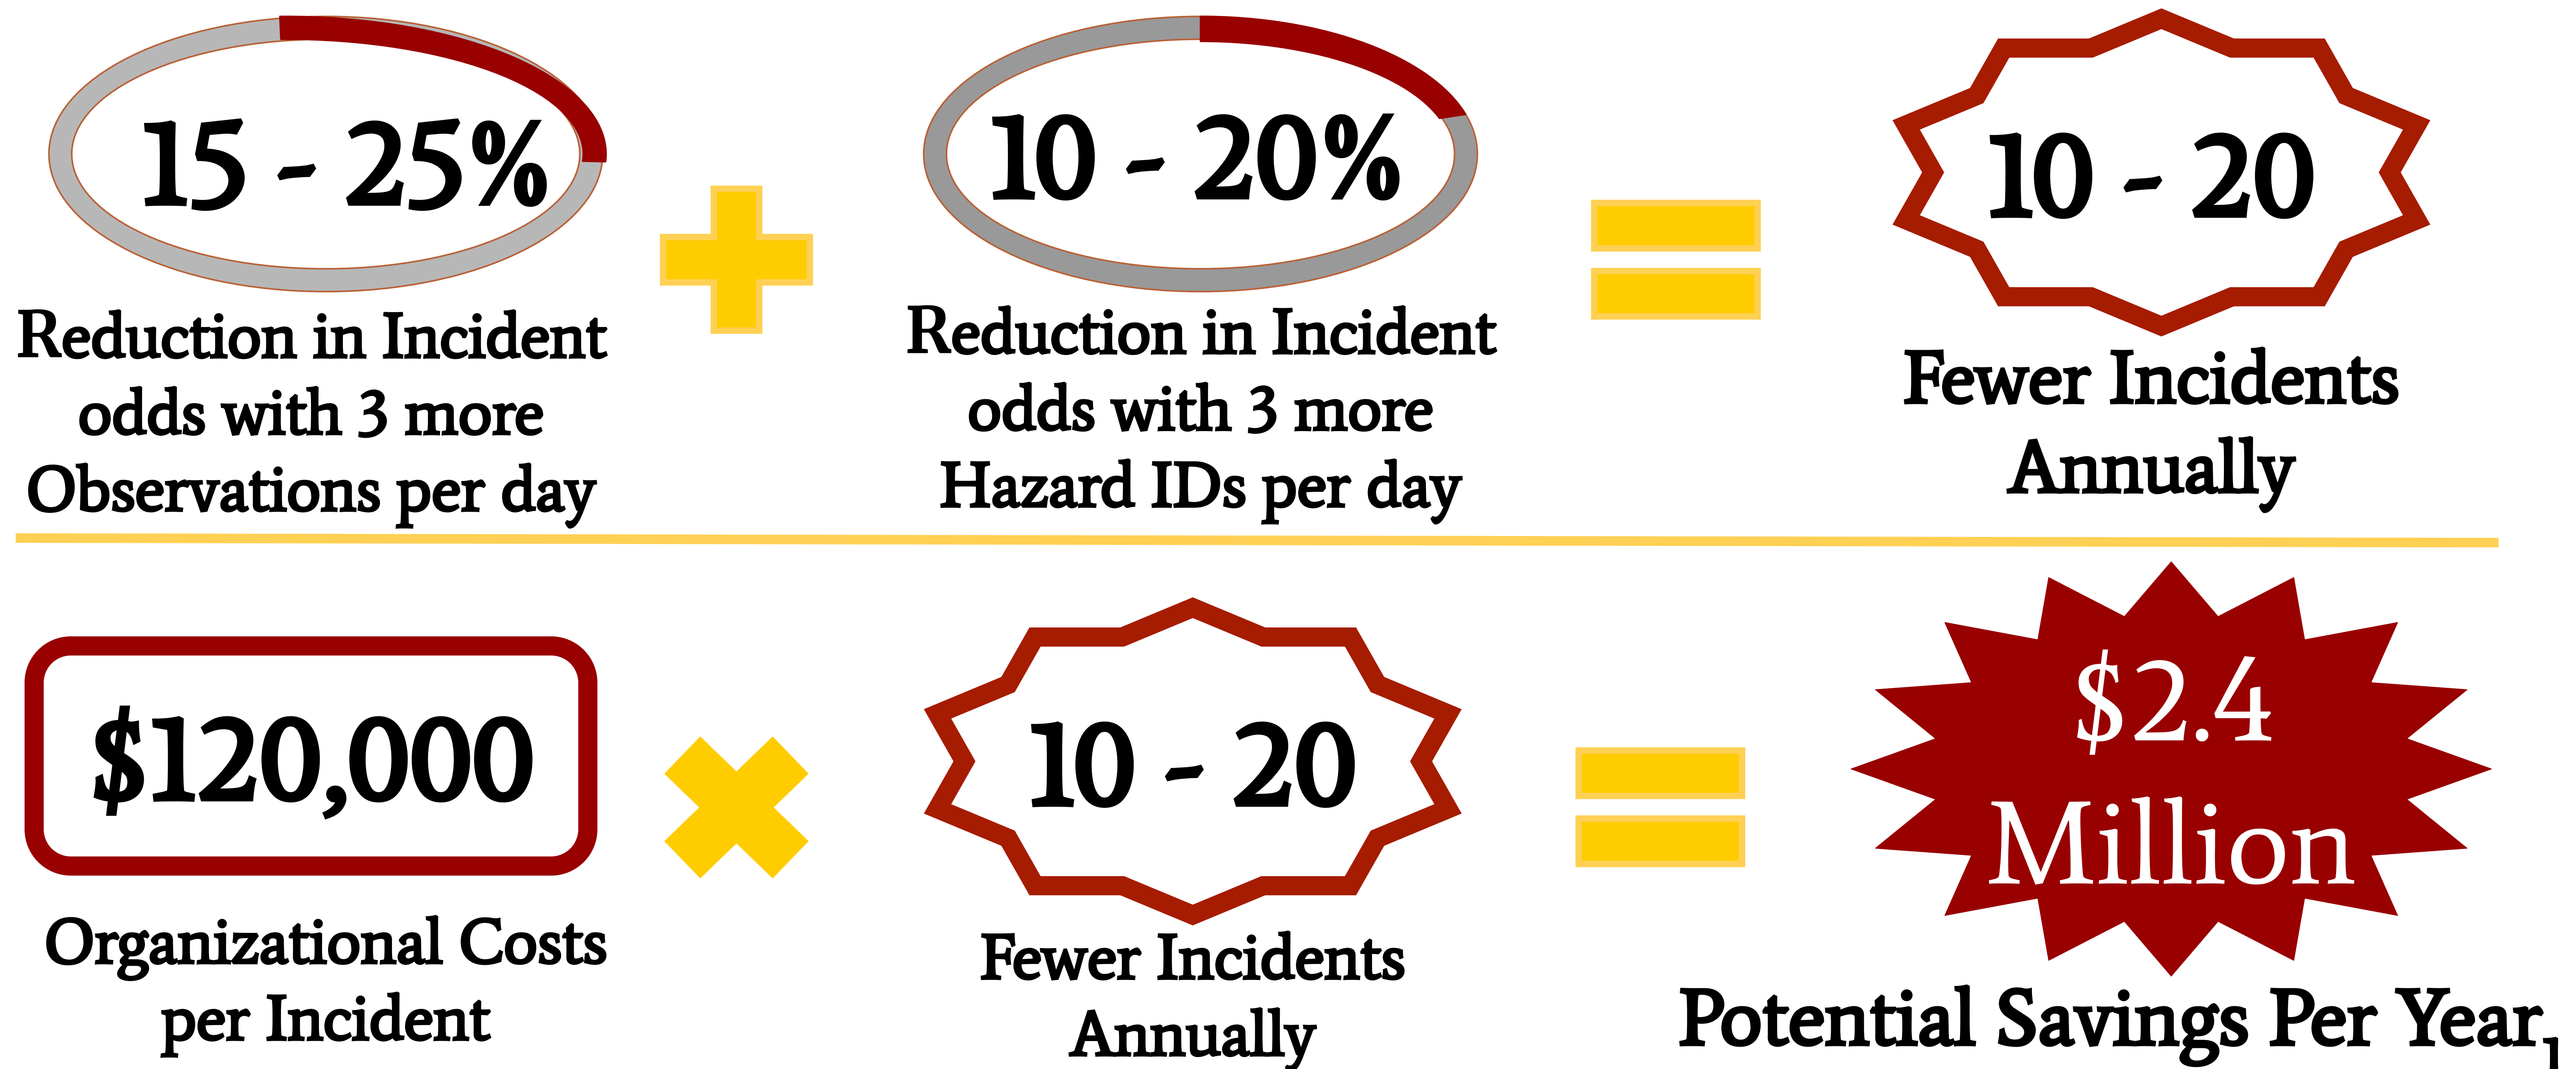 15 - 25%
Reduction in Incident
odds with 3 more
Observations per day
10 - 20%
Reduction in Incident
odds with 3 more
Hazard IDs per day
10 - 20
Fewer Incidents
Annually
$120,000
Organizational Costs
per Incident
10 - 20
Fewer Incidents
Annually
$2.4
Million
Potential Savings Per Year1